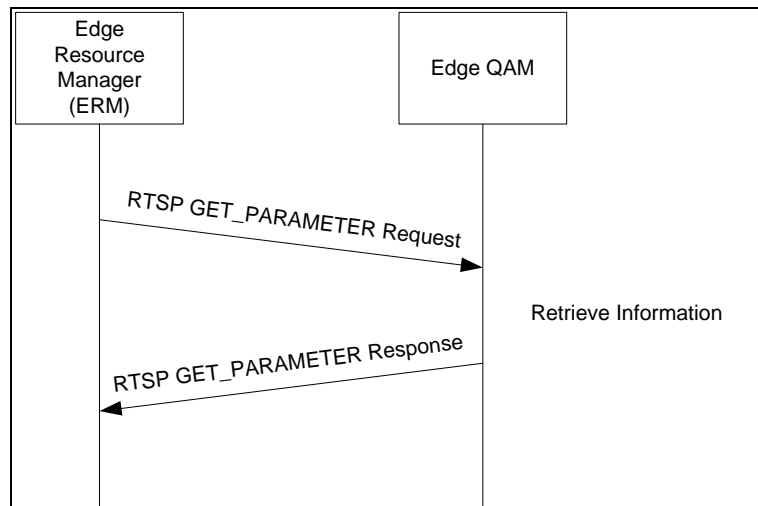 Edge
Resource
Manager
(ERM)
Edge QAM
RTSP GET_PARAMETER Request
Retrieve Information
RTSP GET_PARAMETER Response